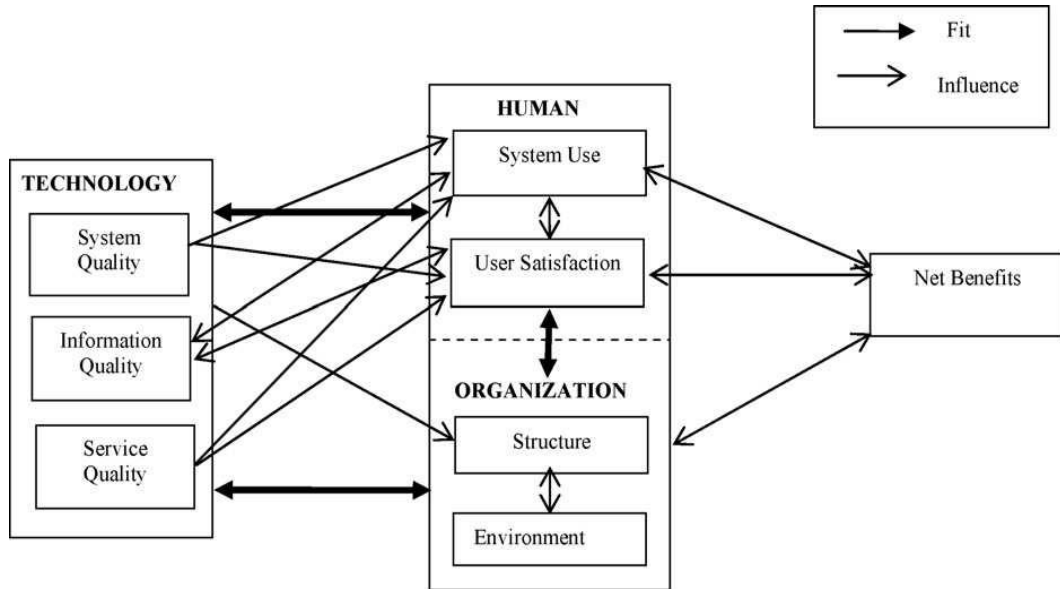 Fit
Influence
HUMAN
System Use
TECHNOLOGY
System
Quality
User Satisfaction
Net Benefits
Information
Quality
ORGANIZATION
Structure
Service
Quality
Environment